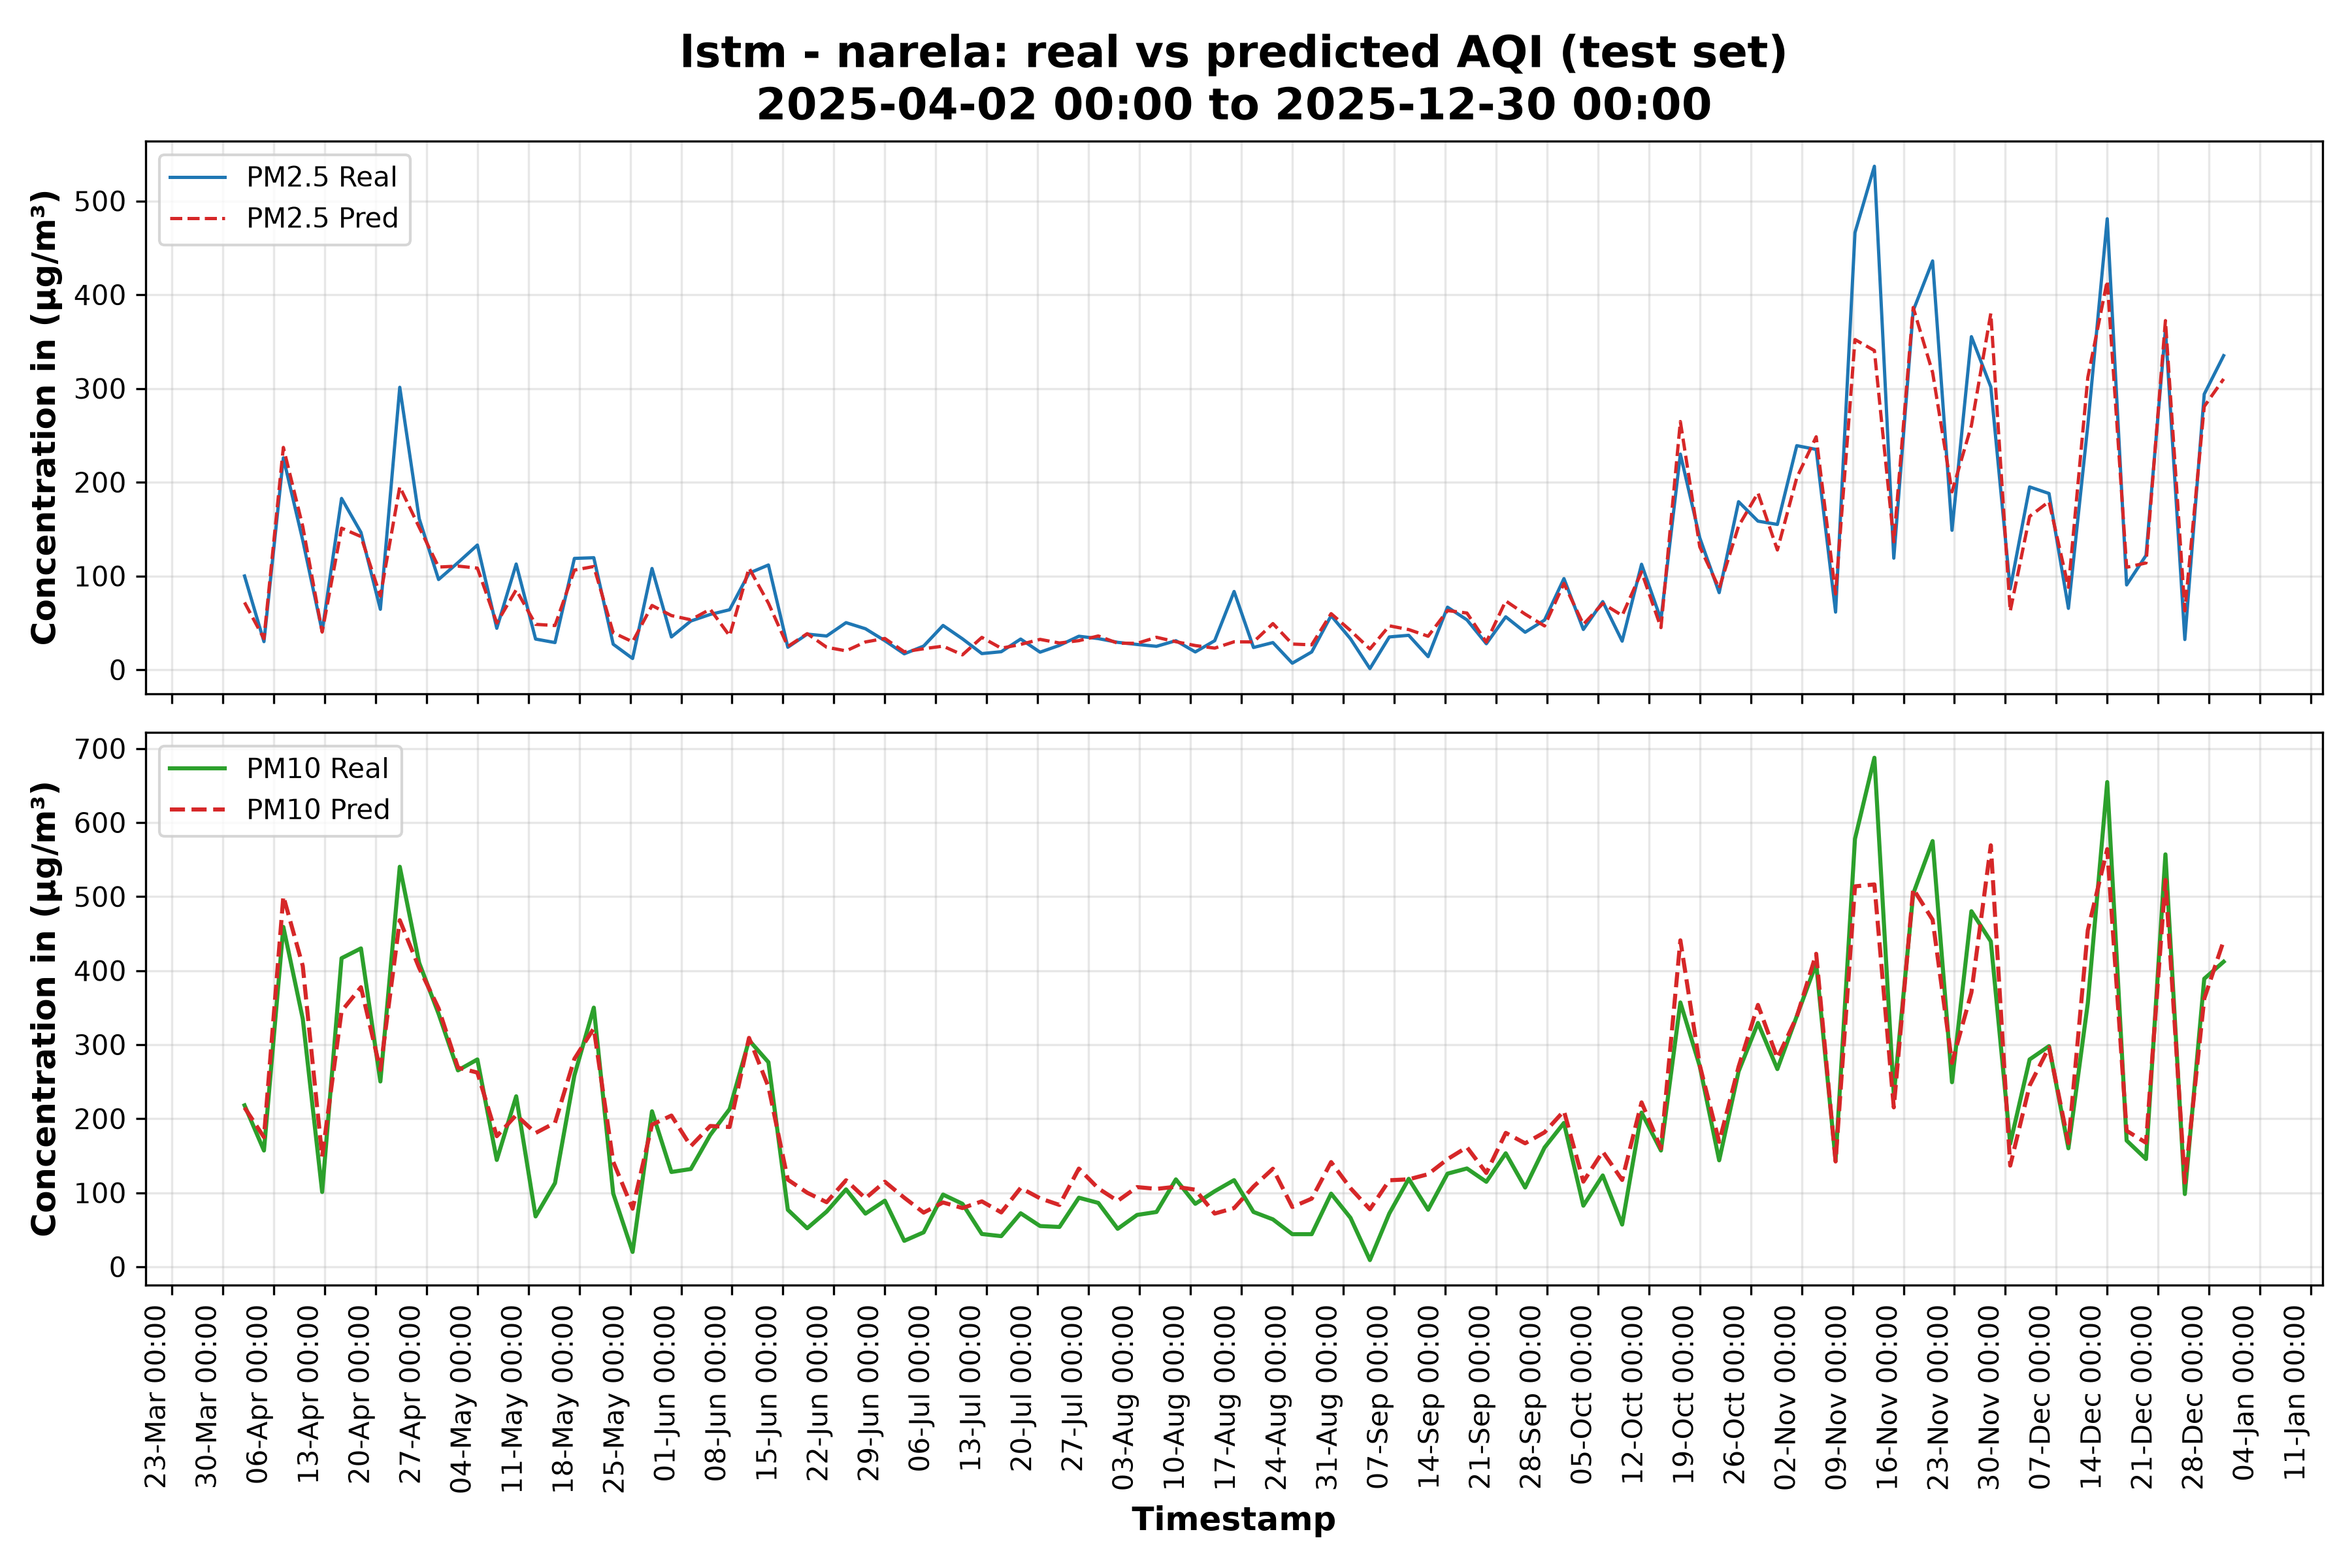 lstm - narela: real vs predicted AQI (test set)
2025-04-02 00:00 to 2025-12-30 00:00
Concentration in (µg/m³)
500
400
300
200
100
0
PM2.5 Real
PM2.5 Pred
Concentration in (µg/m³)
700
600
500
400
300
200
100
0
PM10 Real
PM10 Pred
23-Mar 00:00
30-Mar 00:00
06-Apr 00:00
13-Apr 00:00
20-Apr 00:00
27-Apr 00:00
04-May 00:00
11-May 00:00
18-May 00:00
25-May 00:00
01-Jun 00:00
08-Jun 00:00
15-Jun 00:00
22-Jun 00:00
29-Jun 00:00
06-Jul 00:00
13-Jul 00:00
20-Jul 00:00
27-Jul 00:00
03-Aug 00:00
10-Aug 00:00
17-Aug 00:00
24-Aug 00:00
31-Aug 00:00
07-Sep 00:00
14-Sep 00:00
21-Sep 00:00
28-Sep 00:00
05-Oct 00:00
12-Oct 00:00
19-Oct 00:00
26-Oct 00:00
02-Nov 00:00
09-Nov 00:00
16-Nov 00:00
23-Nov 00:00
30-Nov 00:00
07-Dec 00:00
14-Dec 00:00
21-Dec 00:00
28-Dec 00:00
04-Jan 00:00
11-Jan 00:00
Timestamp